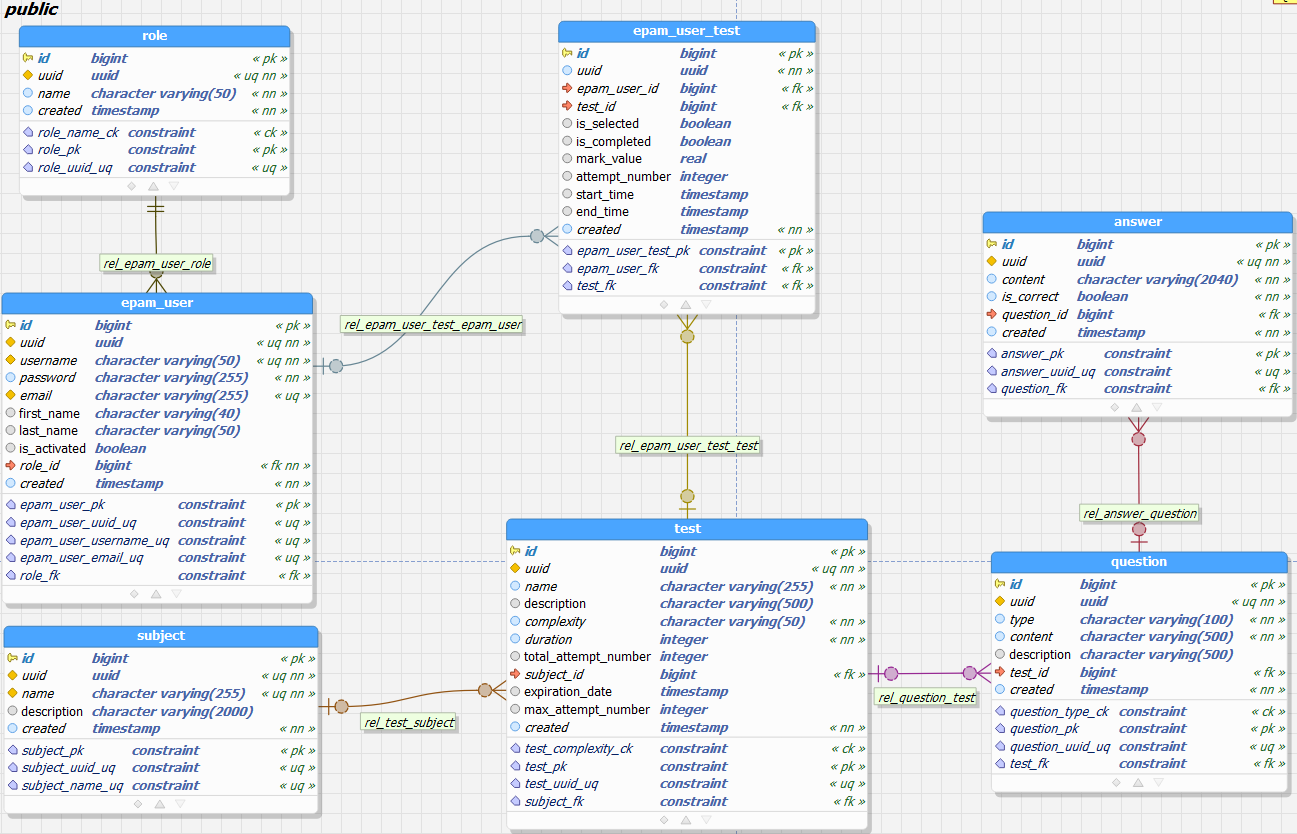 public
role
id bigint « pk »
uuid uuid « uq nn »
name character varying(50) « nn »
created timestamp « nn »
role_name_ck constraint « ck »
role_pk constraint « pk »
role_uuid_uq constraint « uq »
rel_epam_user_role
epam_user
id bigint « pk »
uuid uuid « uq nn »
username character varying(50) « uq nn »
password character varying(255) « nn »
email character varying(255) « uq »
first_name character varying(40)
last_name character varying(50)
is_activated boolean
role_id bigint « fk nn »
created timestamp « nn »
epam_user_pk constraint « pk »
epam_user_uuid_uq constraint « uq »
epam_user_username_uq constraint « uq »
epam_user_email_uq constraint « uq »
role_fk constraint « fk »
subject
id bigint « pk »
uuid uuid « uq nn »
name character varying(255) « uq nn »
description character varying(2000)
created timestamp « nn »
subject_pk constraint « pk »
subject_uuid_uq constraint « uq »
subject_name_uq constraint « uq »
rel_epam_user_test_epam_user
rel_test_subject
epam_user_test
id bigint « pk »
uuid uuid « nn »
epam_user_id bigint « fk »
test_id bigint « fk »
is_selected boolean
is_completed boolean
mark_value real
attempt_number integer
start_time timestamp
end_time timestamp
created timestamp « nn »
epam_user_test_pk constraint « pk »
epam_user_fk constraint « fk »
test_fk constraint « fk »
rel_epam_user_test_test
test
id bigint « pk »
uuid uuid « uq nn »
name character varying(255) « nn »
description character varying(500)
complexity character varying(50) « nn »
duration integer « nn »
total_attempt_number integer
subject_id bigint « fk »
expiration_date timestamp
max_attempt_number integer
created timestamp « nn »
test_complexity_ck constraint « ck »
test_pk constraint « pk »
test_uuid_uq constraint « uq »
subject_fk constraint « fk »
rel_question_test
answer
id bigint « pk »
uuid uuid « uq nn »
content character varying(2040) « nn »
is_correct boolean « nn »
question_id bigint « fk »
created timestamp « nn »
answer_pk constraint « pk »
answer_uuid_uq constraint « uq »
question_fk constraint « fk »
rel_answer_question
question
id bigint « pk »
uuid uuid « uq nn »
type character varying(100) « nn »
content character varying(500) « nn »
description character varying(500)
test_id bigint « fk »
created timestamp « nn »
question_type_ck constraint « ck »
question_pk constraint « pk »
question_uuid_uq constraint « uq »
test_fk constraint « fk »